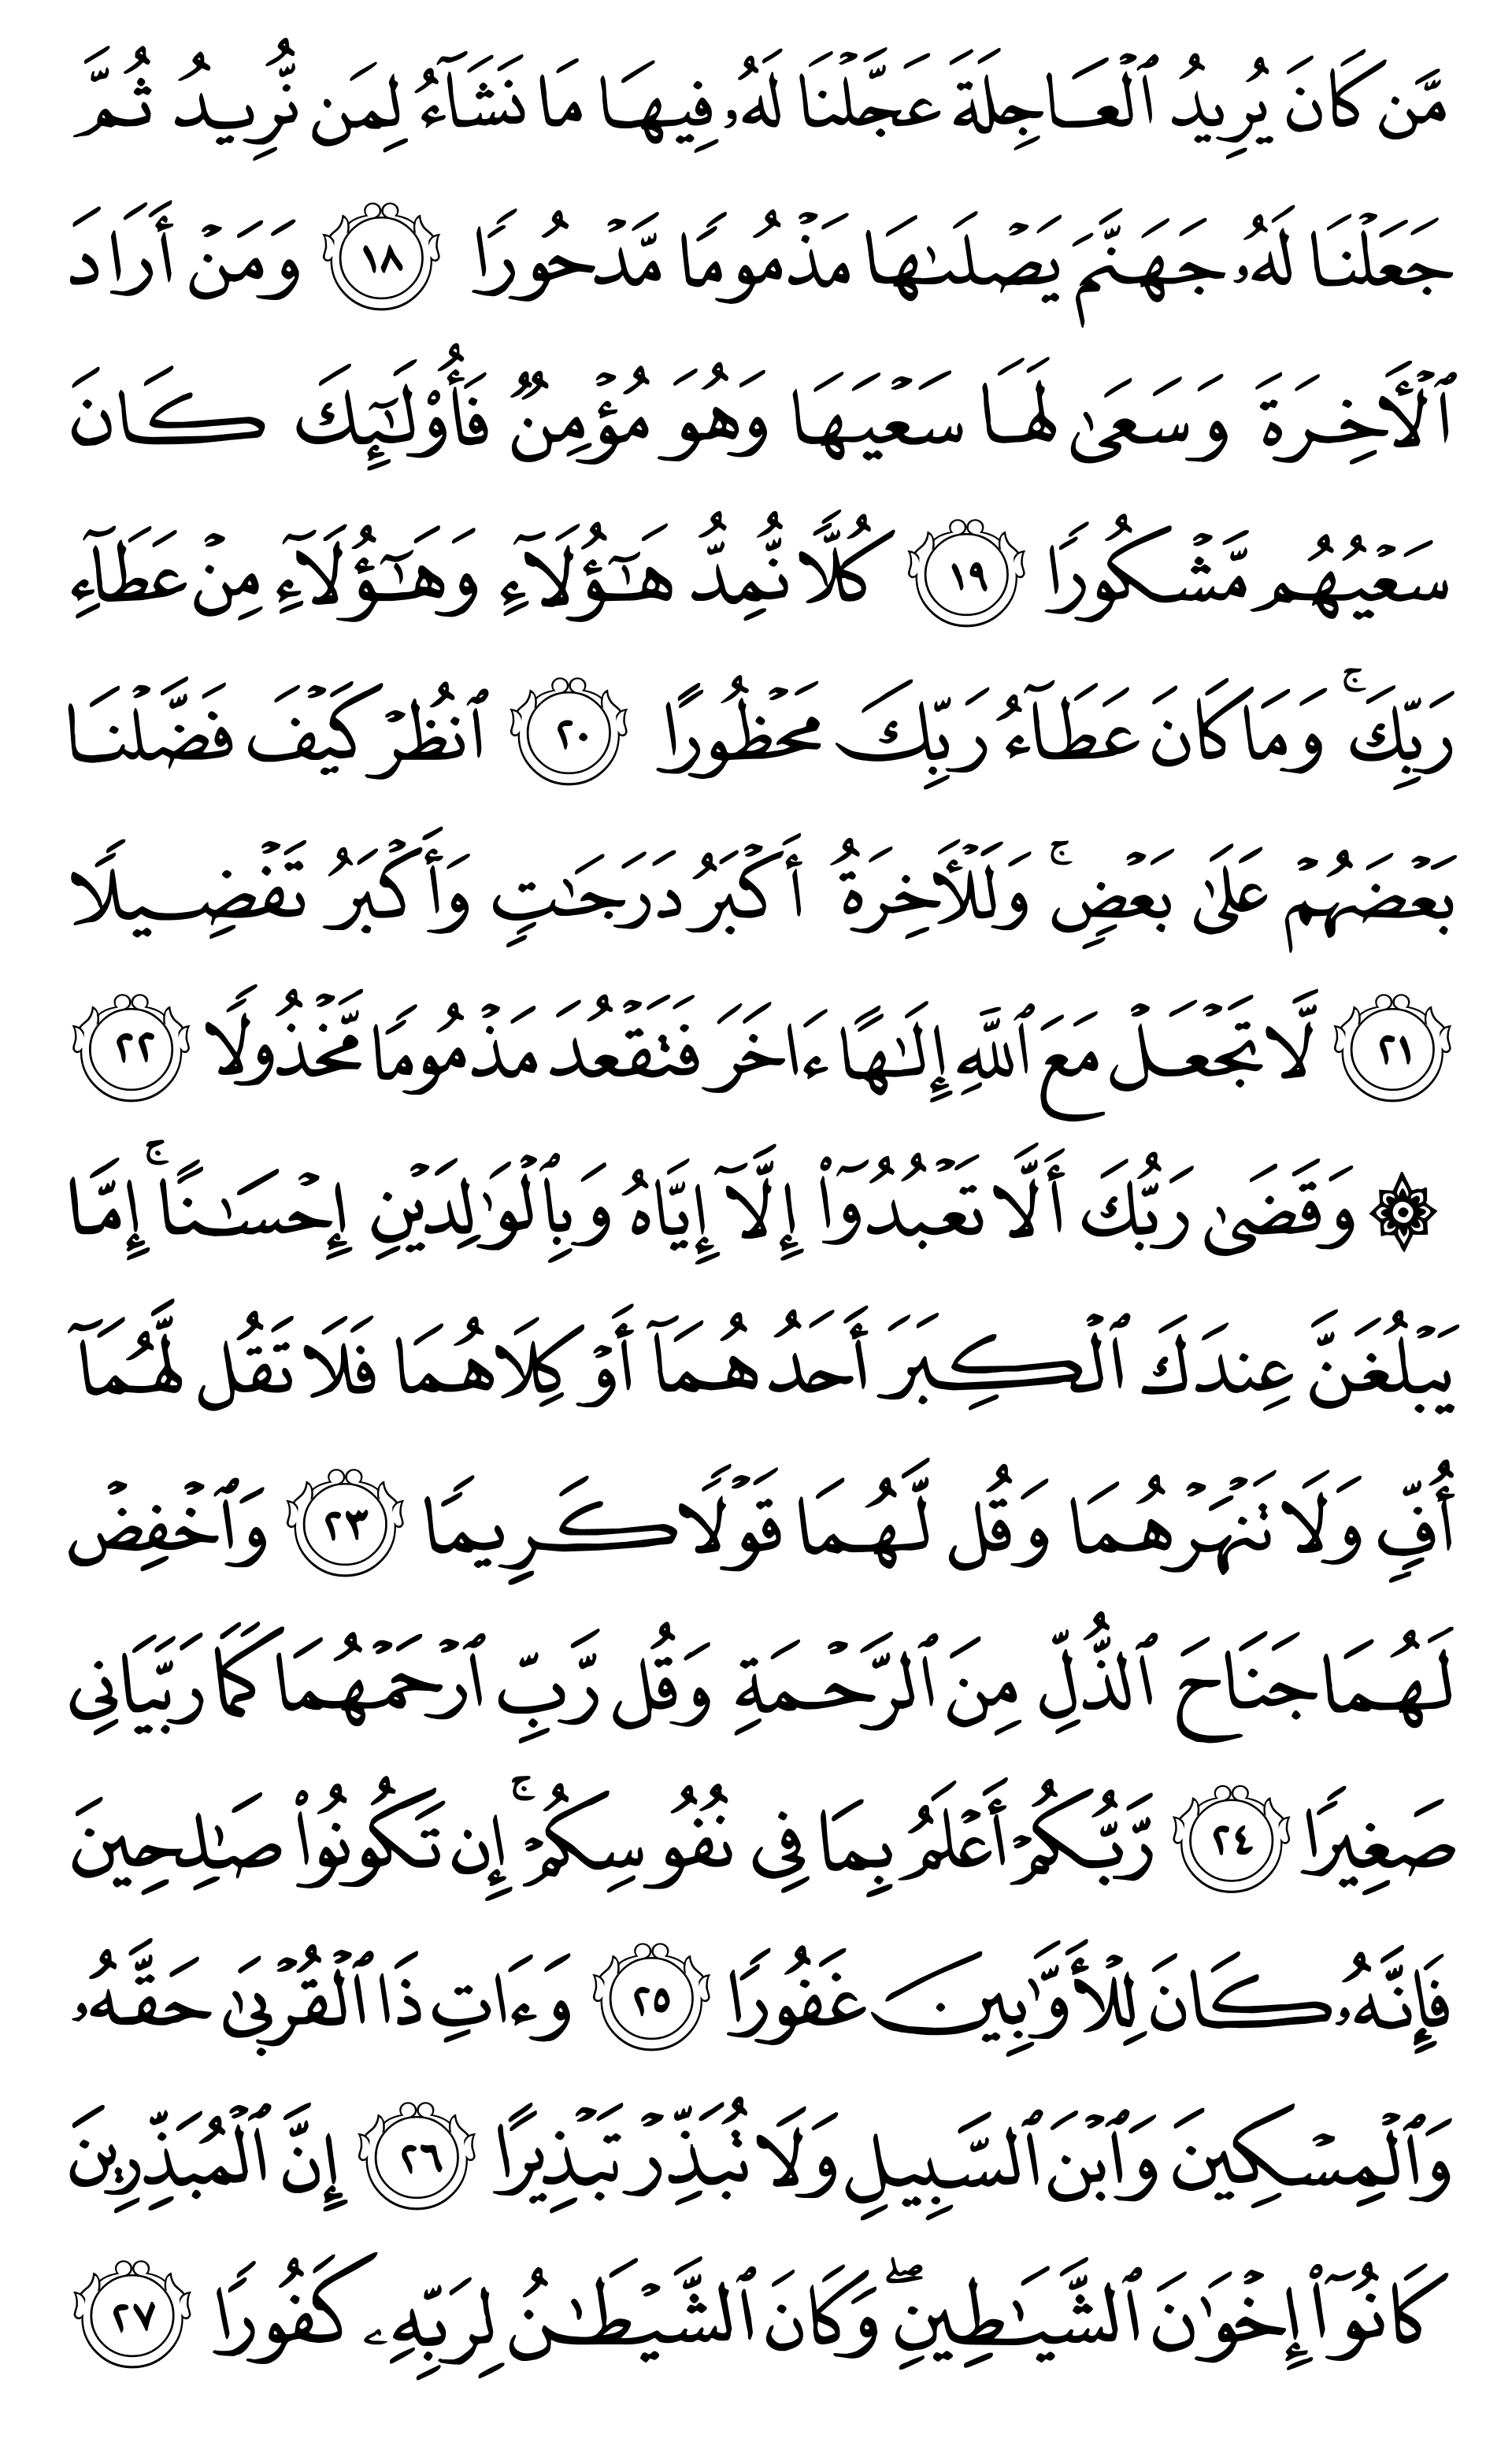 مَّن كَانَ يُرِيدُ ٱلْعَاجِلَةَ عَجَّلْنَا لَهُۥ فِيهَا مَا نَشَآءُ لِمَن نُّرِيدُ ثُمَّ
جَعَلْنَا لَهُۥ جَهَنَّمَ يَصْلَىٰهَا مَذْمُومًا مَّدْحُورًا ١٨ وَمَنْ أَرَادَ
ٱلْأَخِرَةَ وَسَعَىٰ لَهَا سَعْيَهَا وَهُوَ مُؤْمِنٌ فَأُو۟لَٰٓئِكَ كَانَ
سَعْيُهُم مَّشْكُورًا ١٩ كُلًّا نُّمِدُّ هَٰٓؤُلَآءِ وَهَٰٓؤُلَآءِ مِنْ عَطَآءِ
رَبِّكَۚ وَمَا كَانَ عَطَآءُ رَبِّكَ مَحْظُورًا ٢٠ ٱنظُرْ كَيْفَ فَضَّلْنَا
بَعْضَهُمْ عَلَىٰ بَعْضٍۚ وَلَلْأَخِرَةُ أَكْبَرُ دَرَجَٰتٍ وَأَكْبَرُ تَفْضِيلًا
٢١ لَّا تَجْعَلْ مَعَ ٱللَّهِ إِلَٰهًا ءَاخَرَ فَتَقْعُدَ مَذْمُومًا مَّخْذُولًا ٢٢
۞ وَقَضَىٰ رَبُّكَ أَلَّا تَعْبُدُوٓا۟ إِلَّآ إِيَّاهُ وَبِٱلْوَٰلِدَيْنِ إِحْسَٰنًاۚ إِمَّا
يَبْلُغَنَّ عِندَكَ ٱلْكِبَرَ أَحَدُهُمَآ أَوْ كِلَاهُمَا فَلَا تَقُل لَّهُمَآ
أُفٍّ وَلَا تَنْهَرْهُمَا وَقُل لَّهُمَا قَوْلًا كَرِيمًا ٢٣ وَٱخْفِضْ
لَهُمَا جَنَاحَ ٱلذُّلِّ مِنَ ٱلرَّحْمَةِ وَقُل رَّبِّ ٱرْحَمْهُمَا كَمَا رَبَّيَانِى
صَغِيرًا ٢٤ رَّبُّكُمْ أَعْلَمُ بِمَا فِى نُفُوسِكُمْۚ إِن تَكُونُوا۟ صَٰلِحِينَ
فَإِنَّهُۥ كَانَ لِلْأَوَّٰبِينَ غَفُورًا ٢٥ وَءَاتِ ذَا ٱلْقُرْبَىٰ حَقَّهُۥ
وَٱلْمِسْكِينَ وَٱبْنَ ٱلسَّبِيلِ وَلَا تُبَذِّرْ تَبْذِيرًا ٢٦ إِنَّ ٱلْمُبَذِّرِينَ
كَانُوٓا۟ إِخْوَٰنَ ٱلشَّيَٰطِينِۖ وَكَانَ ٱلشَّيْطَٰنُ لِرَبِّهِۦ كَفُورًا ٢٧